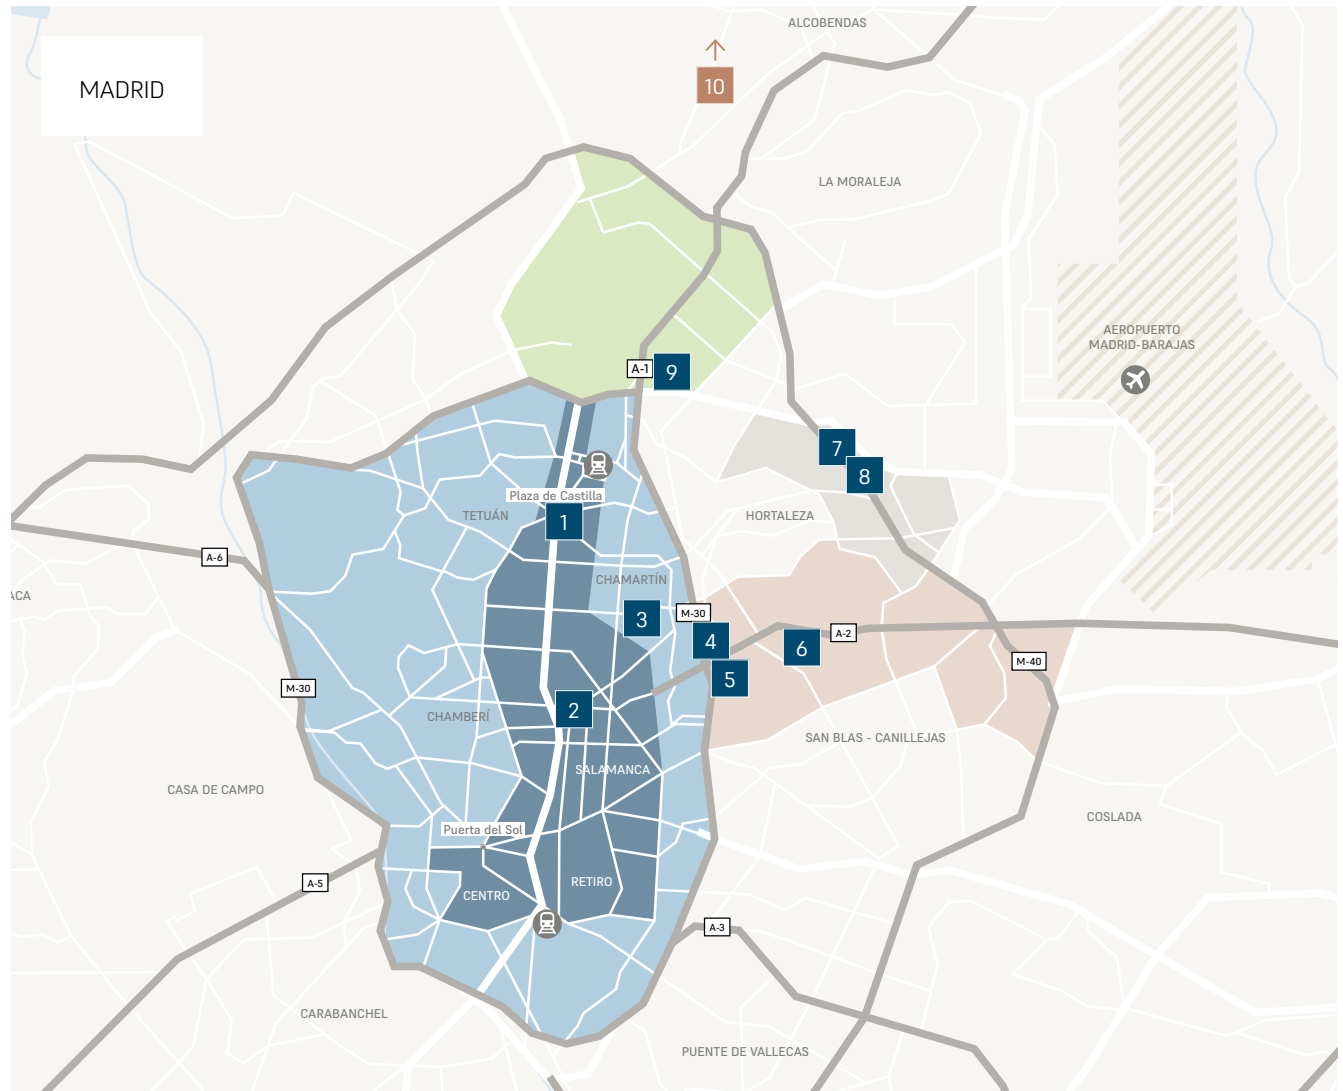 ALCOBENDAS
MADRID
10
LA MORALEJA
AEROPUERTO
MADRID-BARAJAS
A-1
9
7
8
Plaza de Castilla
TETUÁN
1
HORTALEZA
A-6
CHAMARTÍN
ACA
3
M-30
4
A-2
6
5
M-40
M-30
2
CHAMBERÍ
SAN BLAS - CANILLEJAS
SALAMANCA
CASA DE CAMPO
COSLADA
Puerta del Sol
A-5
RETIRO
CENTRO
A-3
CARABANCHEL
PUENTE DE VALLECAS